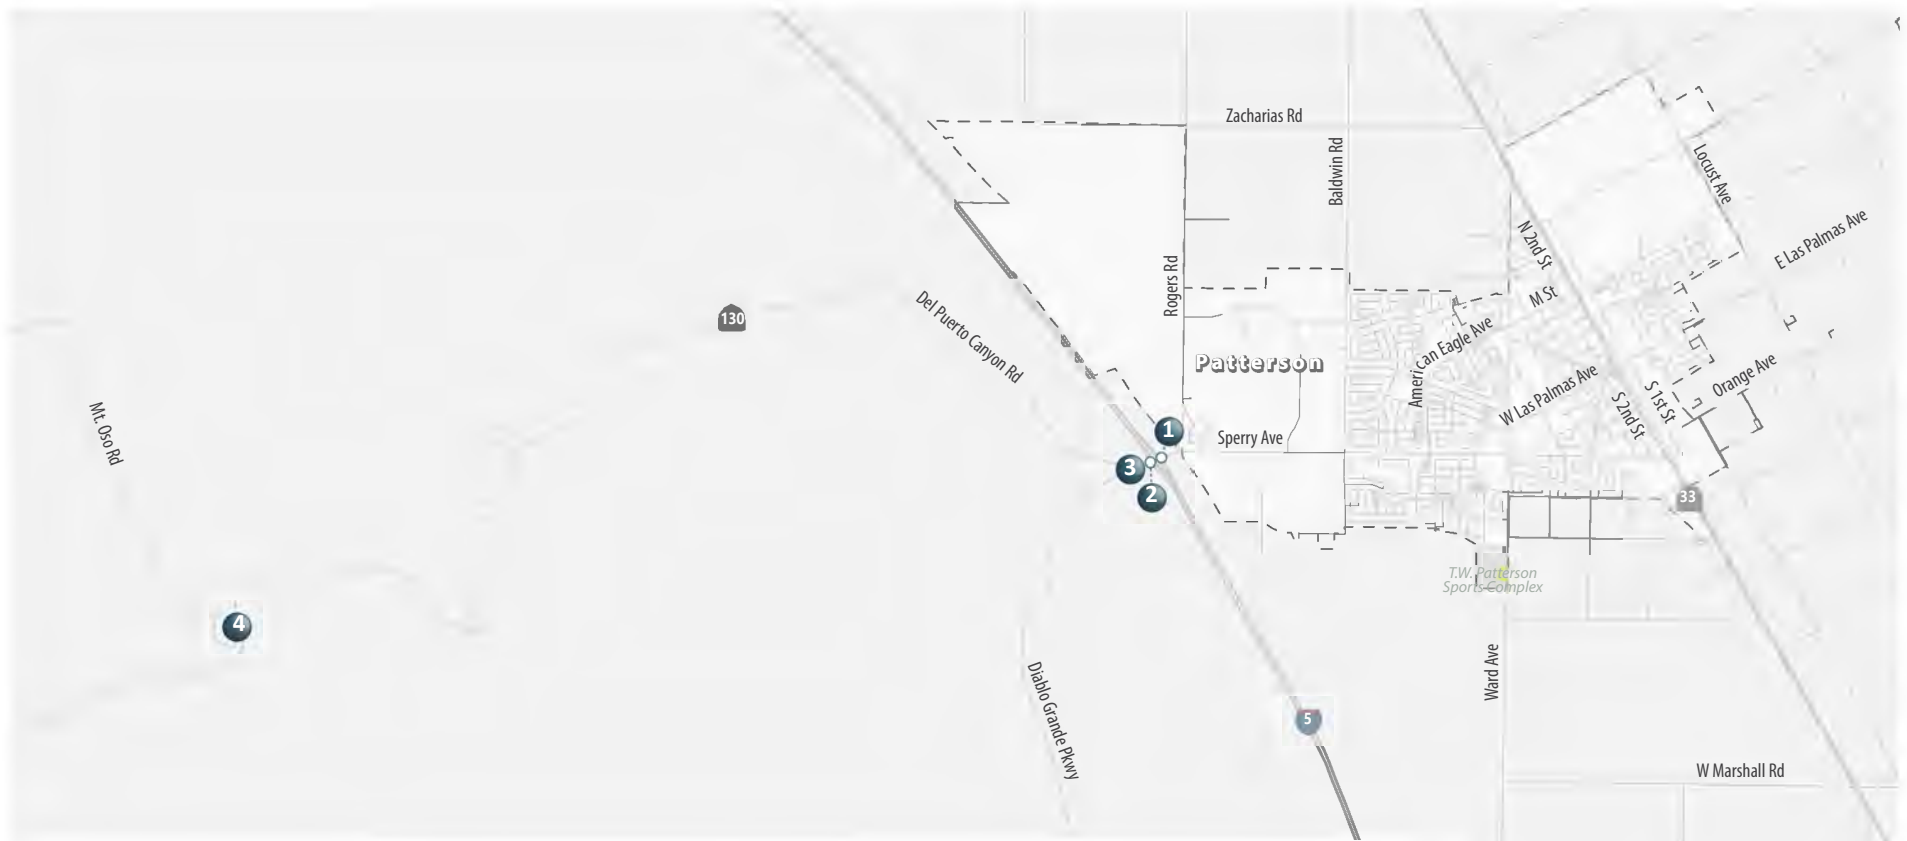 Zacharias Rd
Baldwin Rd
Locust Ave
N 2nd St
E Las Palmas Ave
Rogers Rd
M St
130
Del Puerto Canyon Rd
American Eagle Ave
Patterson
W Las Palmas Ave
S 1st St
S 2nd St
Orange Ave
Mt. Oso Rd
1
Sperry Ave
3
2
33
T.W. Patterson
Sports Complex
4
Ward Ave
Diablo Grande Pkwy
5
W Marshall Rd